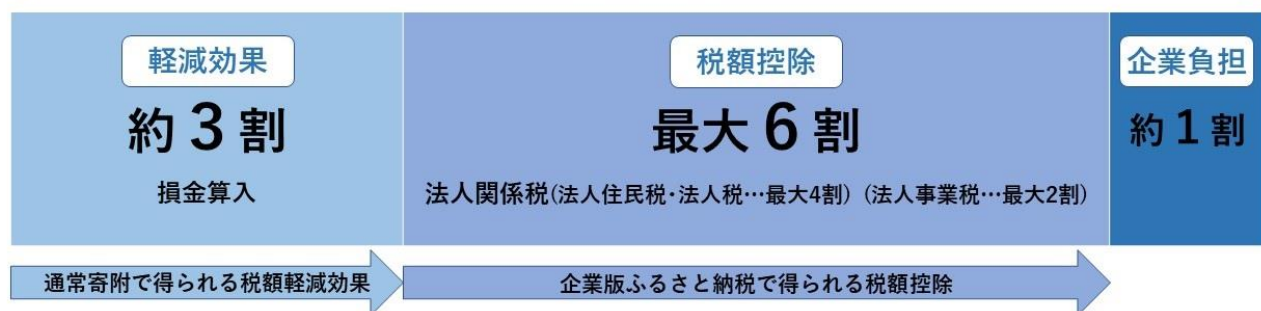 軽減効果
約3割
損金算入
税額控除
最大6割
法人関係税(法人住民税・法人税…最大4割) (法人事業税…最大2割)
企業負担
約1割
通常寄附で得られる税額軽減効果
企業版ふるさと納税で得られる税額控除